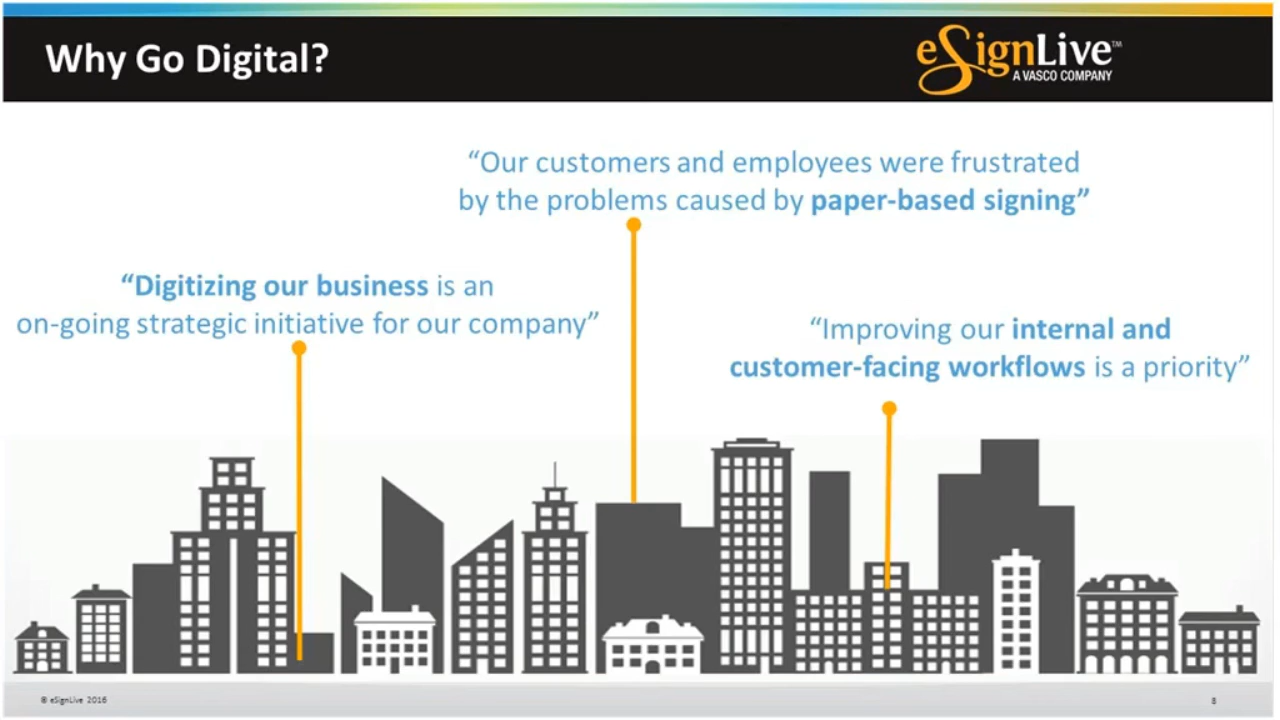 Why Go Digital?
eSignLive™
A VASCO COMPANY
“Our customers and employees were frustrated
by the problems caused by paper-based signing”
“Digitizing our business is an
on-going strategic initiative for our company”
“Improving our internal and
customer-facing workflows is a priority”
© eSignLive 2016
8